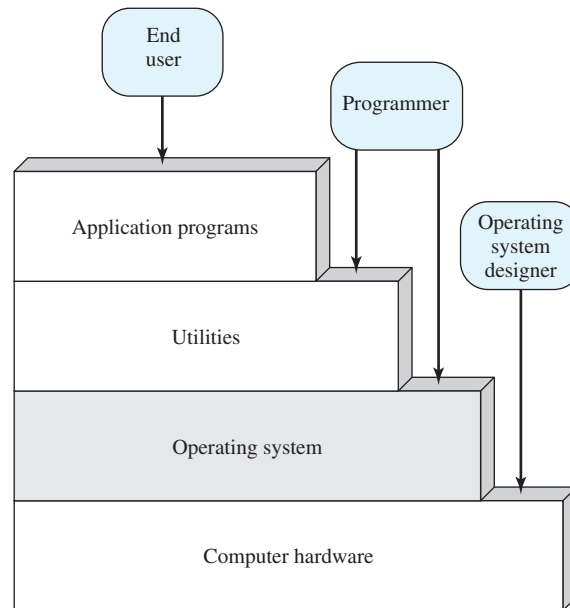 End
user
Programmer
Application programs
Operating
system
designer
Utilities
Operating system
Computer hardware